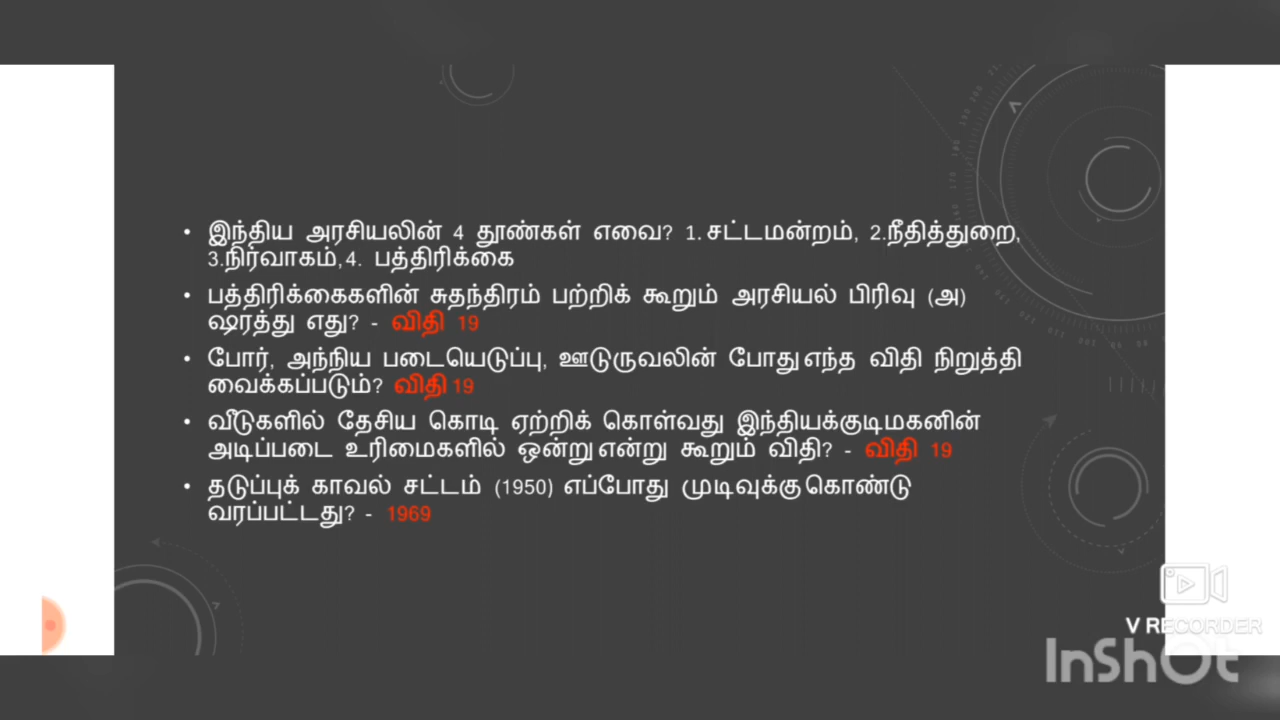 • இந்திய அரசியலின் 4 தூண்கள் எவை? 1. சட்டமன்றம், 2.நீதித்துறை,
3.நிர்வாகம்,4. பத்திரிக்கை
• பத்திரிக்கைகளின் சுதந்திரம் பற்றிக் கூறும் அரசியல் பிரிவு (அ)
ஷரத்து எது? - விதி 19
• போர், அந்நிய படையெடுப்பு, ஊடுருவலின் போது எந்த விதி நிறுத்தி
வைக்கப்படும்? விதி 19
• வீடுகளில் தேசிய கொடி ஏற்றிக் கொள்வது இந்தியக்குடிமகனின்
அடிப்படை உரிமைகளில் ஒன்று என்று கூறும் விதி? - விதி 19
• தடுப்புக் காவல் சட்டம் (1950) எப்போது முடிவுக்கு கொண்டு
வரப்பட்டது? - 1969
V RECORDER
InShOt